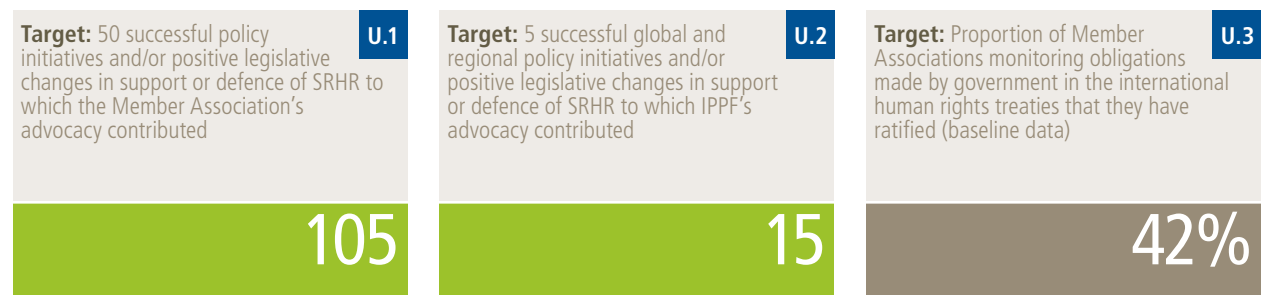 Target: 50 successful policy
initiatives and/or positive legislative
changes in support or defence of SRHR to
which the Member Association's
advocacy contributed
U.1
105
Target: 5 successful global and
regional policy initiatives and/or
positive legislative changes in support
or defence of SRHR to which IPPF's
advocacy contributed
U.2
15
Target: Proportion of Member
Associations monitoring obligations
made by government in the international
human rights treaties that they have
ratified (baseline data)
U.3
42%